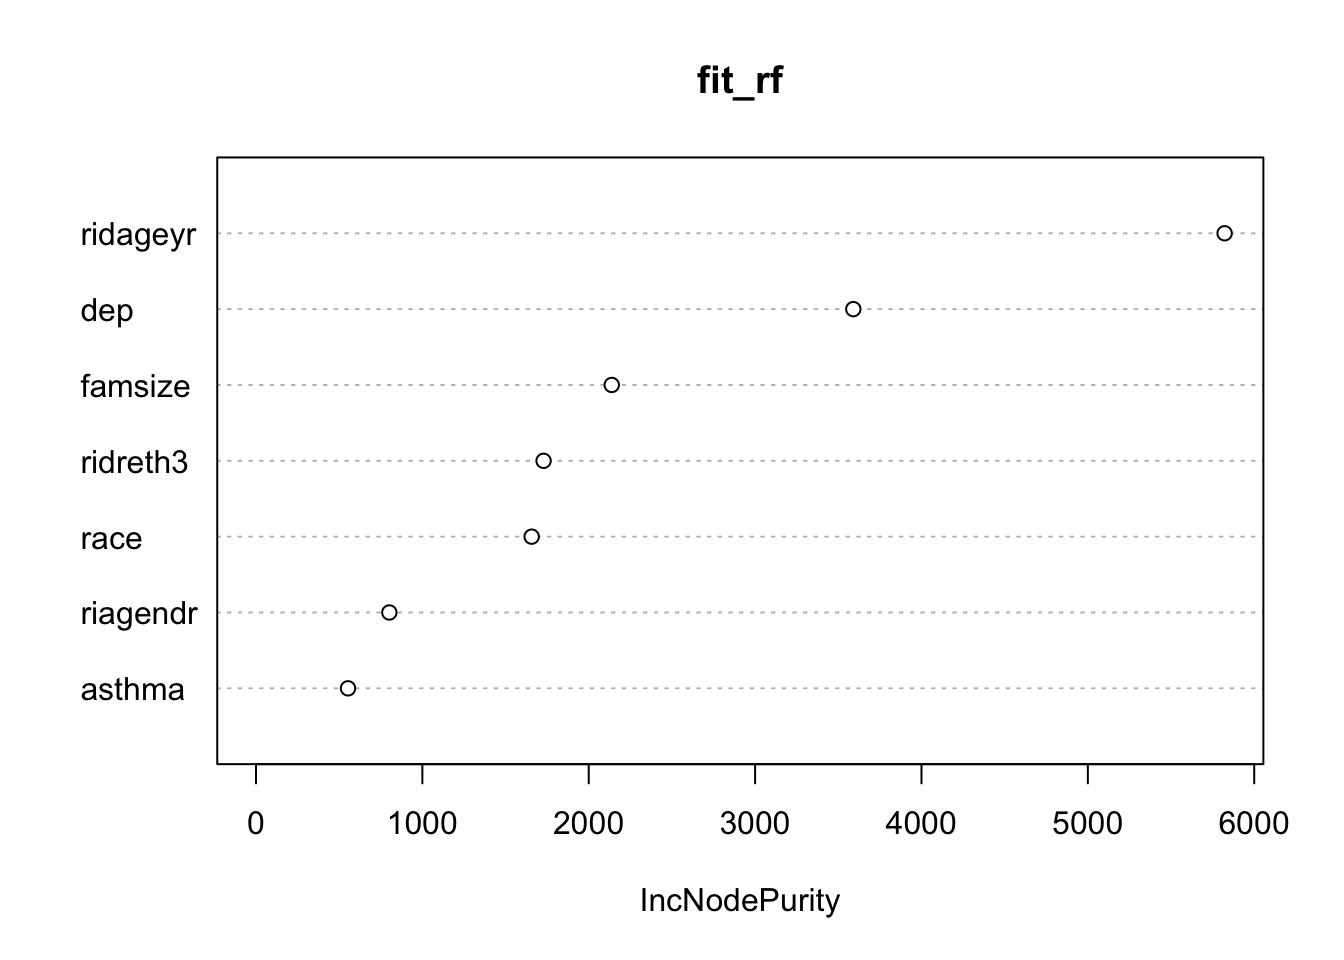 fit_rf
ridageyr
dep
famsize
ridreth3
race
riagendr
asthma
0 1000 2000 3000 4000 5000 6000
IncNodePurity